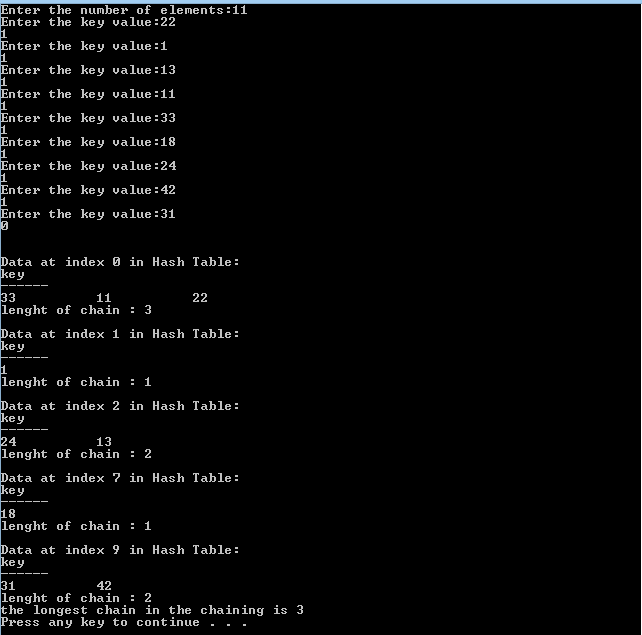 Enter the number of elements:11
Enter the key value:22
1
Enter the key value:1
1
Enter the key value:13
1
Enter the key value:11
1
Enter the key value:33
1
Enter the key value:18
1
Enter the key value:24
1
Enter the key value:42
1
Enter the key value:31
0
Data at index 0 in Hash Table:
key
------
33 11 22
lenght of chain : 3
Data at index 1 in Hash Table:
key
------
1
lenght of chain : 1
Data at index 2 in Hash Table:
key
------
24 13
lenght of chain : 2
Data at index 7 in Hash Table:
key
------
18
lenght of chain : 1
Data at index 9 in Hash Table:
key
------
31 42
lenght of chain : 2
the longest chain in the chaining is 3
Press any key to continue . . .